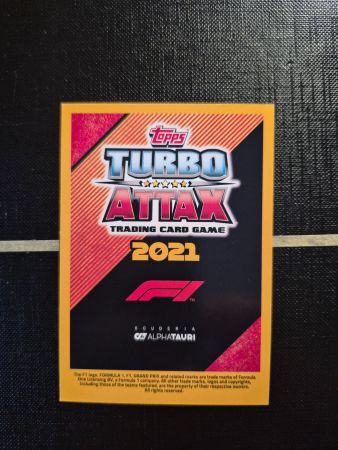 Topps
TURBO
ATTAX
TRADING CARD GAME
2021
F1 TM
SCUDERIA
AT ALPHATAURI
The F1 logo, FORMULA 1, F1, GRAND PRIX and related marks are trade marks of Formula
One Licensing BV, a Formula 1 company. All other trade marks, logos and copyrights,
including those of the teams featured, are the property of their respective owners.
All rights reserved.